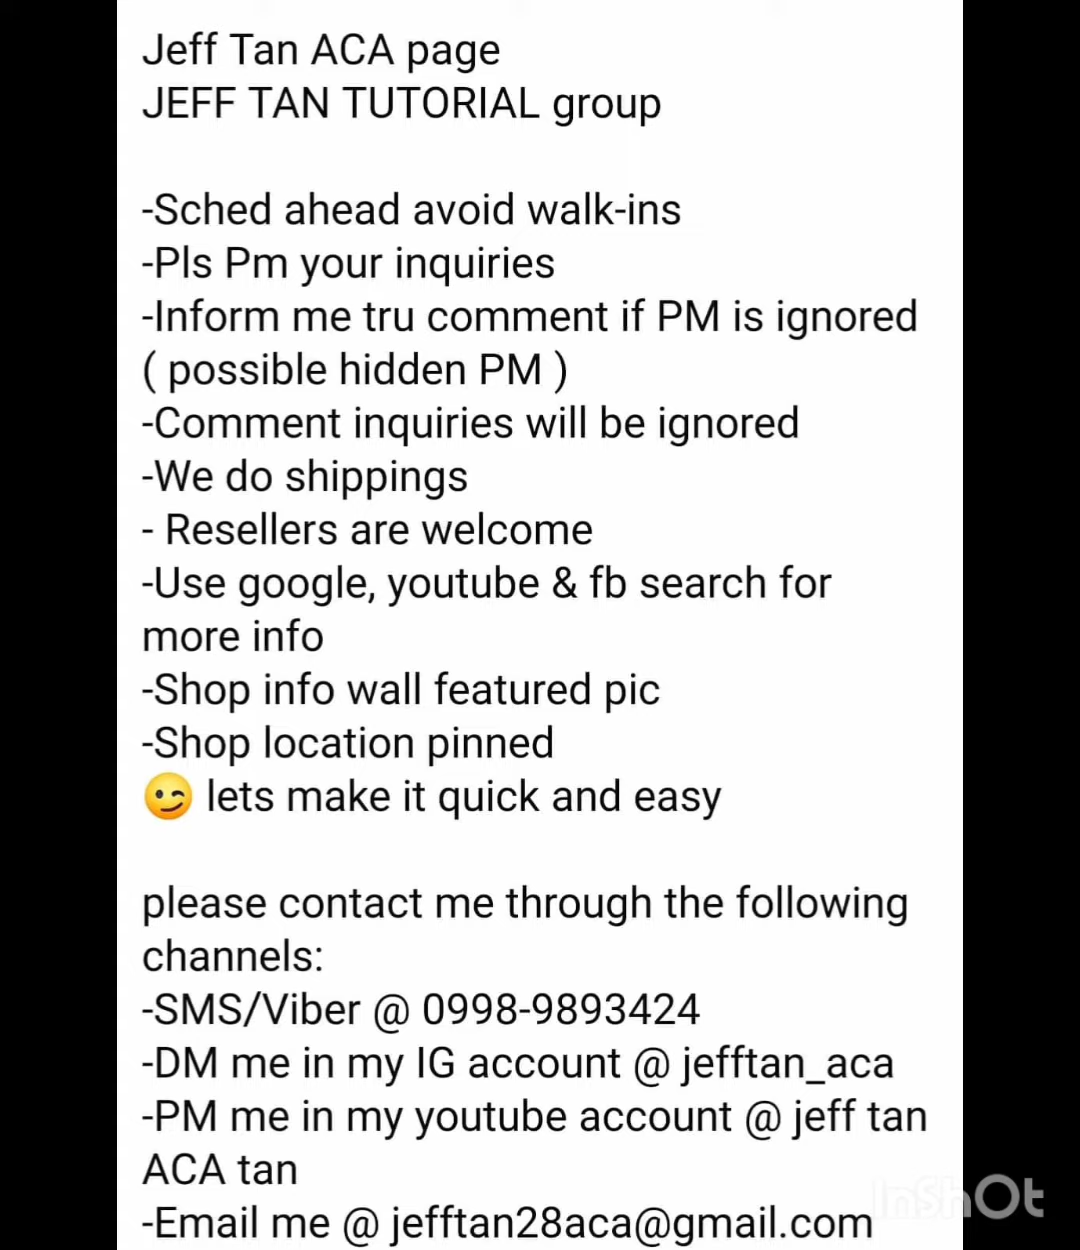 Jeff Tan ACA page
JEFF TAN TUTORIAL group
-Sched ahead avoid walk-ins
-Pls Pm your inquiries
-Inform me tru comment if PM is ignored
( possible hidden PM )
-Comment inquiries will be ignored
-We do shippings
- Resellers are welcome
-Use google, youtube & fb search for
more info
-Shop info wall featured pic
-Shop location pinned
😉 lets make it quick and easy
please contact me through the following
channels:
-SMS/Viber @ 0998-9893424
-DM me in my IG account @ jefftan_aca
-PM me in my youtube account @ jeff tan
ACA tan
-Email me @ jefftan28aca@gmail.com
InShOt